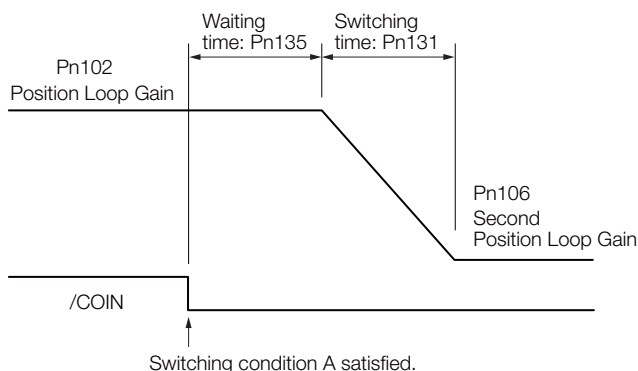 Waiting
time: Pn135
Switching
time: Pn131
Pn102
Position Loop Gain
Pn106
Second
Position Loop Gain
/COIN
Switching condition A satisfied.